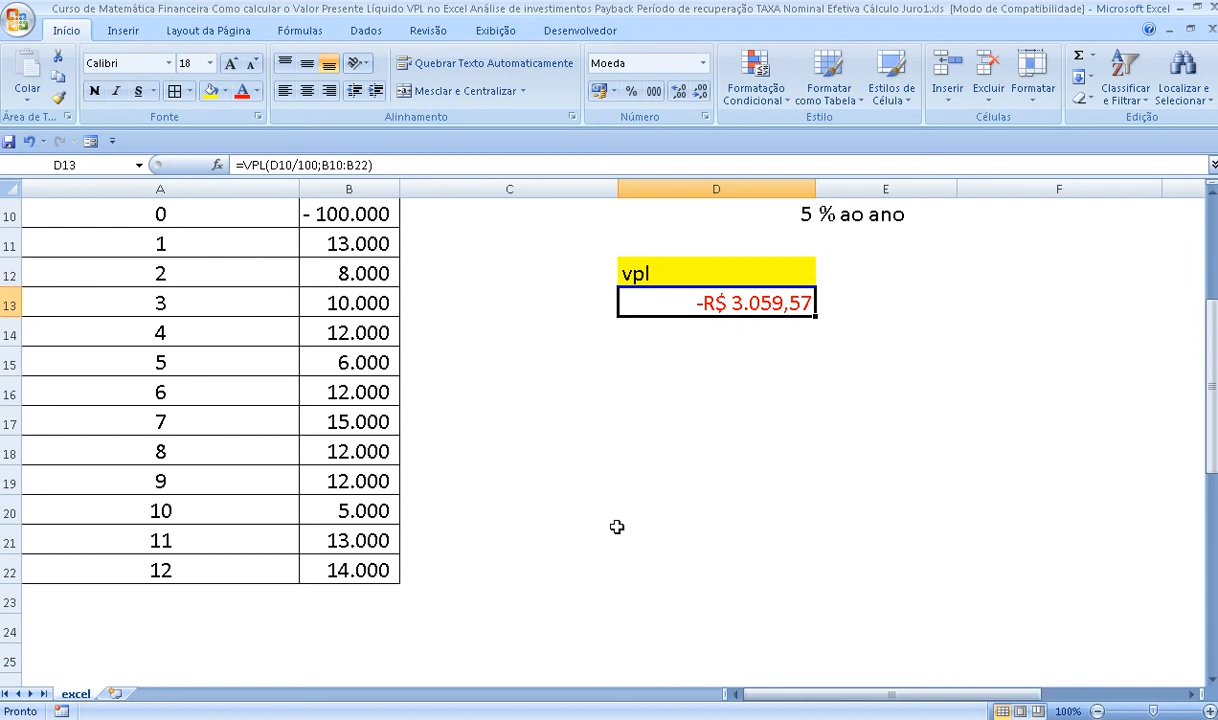 Curso de Matemática Financeira Como calcular o Valor Presente Líquido VPL no Excel Análise de investimentos Payback Período de recuperação TAXA Nominal Efetiva Cálculo Juro1.xls [Modo de Compatibilidade] - Microsoft Excel
Início Inserir Layout da Página Fórmulas Dados Revisão Exibição Desenvolvedor
Calibri 18 A A Quebrar Texto Automaticamente Moeda
Colar N I S A Mesclar e Centralizar % 000 Formatação Condicional Formatar como Tabela Estilos de Célula Inserir Excluir Formatar Σ Classificar e Filtrar Localizar e Selecionar
Área de T... Fonte Alinhamento Número Estilo Células Edição
D13 fx =VPL(D10/100;B10:B22)
A B C D E F
10 0 - 100.000 5 % ao ano
11 1 13.000
12 2 8.000 vpl
13 3 10.000 -R$ 3.059,57
14 4 12.000
15 5 6.000
16 6 12.000
17 7 15.000
18 8 12.000
19 9 12.000
20 10 5.000
21 11 13.000
22 12 14.000
23
24
25
excel
Pronto 100%